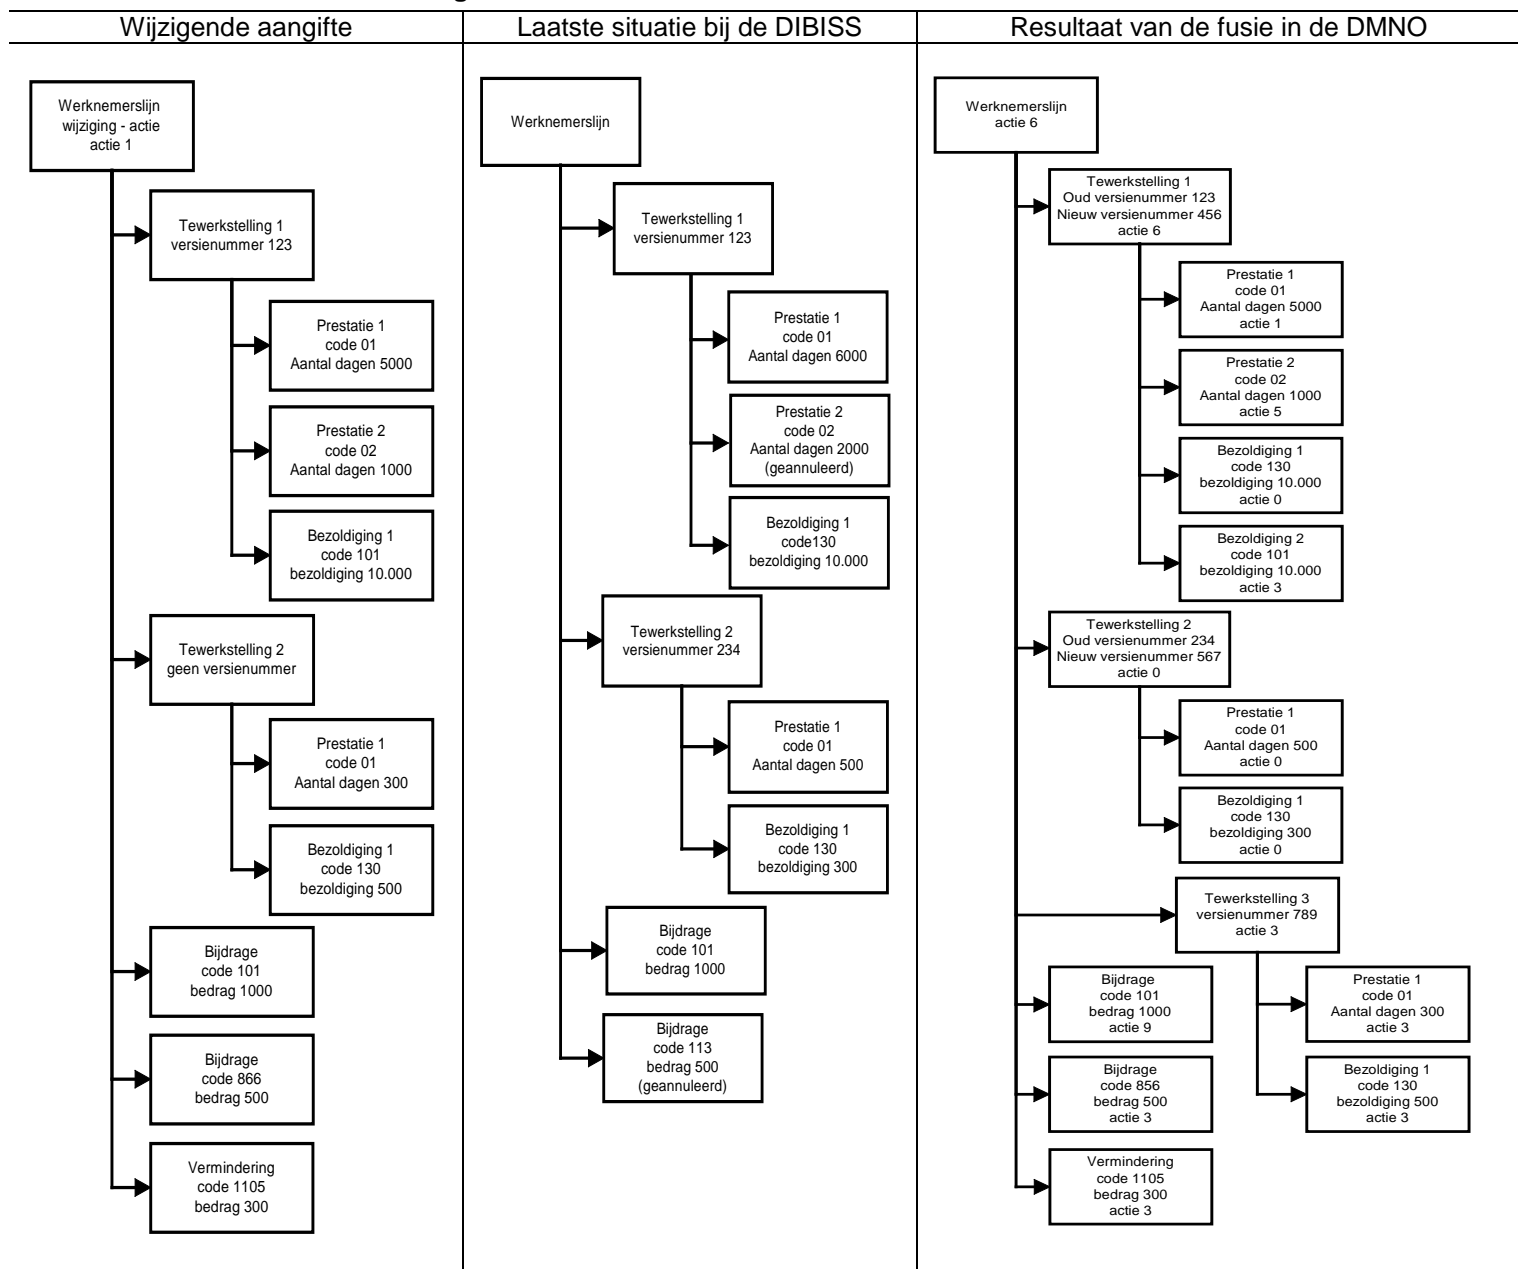 Wijzigende aangifte
Laatste situatie bij de DIBISS
Resultaat van de fusie in de DMNO
Werknemerslijn
wijziging - actie
actie 1
Tewerkstelling 1
versienummer 123
Prestatie 1
code 01
Aantal dagen 5000
Prestatie 2
code 02
Aantal dagen 1000
Bezoldiging 1
code 101
bezoldiging 10.000
Tewerkstelling 2
geen versienummer
Prestatie 1
code 01
Aantal dagen 300
Bezoldiging 1
code 130
bezoldiging 500
Bijdrage
code 101
bedrag 1000
Bijdrage
code 866
bedrag 500
Vermindering
code 1105
bedrag 300
Werknemerslijn
Tewerkstelling 1
versienummer 123
Prestatie 1
code 01
Aantal dagen 6000
Prestatie 2
code 02
Aantal dagen 2000
(geannuleerd)
Bezoldiging 1
code130
bezoldiging 10.000
Tewerkstelling 2
versienummer 234
Prestatie 1
code 01
Aantal dagen 500
Bezoldiging 1
code 130
bezoldiging 300
Bijdrage
code 101
bedrag 1000
Bijdrage
code 113
bedrag 500
(geannuleerd)
Werknemerslijn
actie 6
Tewerkstelling 1
Oud versienummer 123
Nieuw versienummer 456
actie 6
Prestatie 1
code 01
Aantal dagen 5000
actie 1
Prestatie 2
code 02
Aantal dagen 1000
actie 5
Bezoldiging 1
code 130
bezoldiging 10.000
actie 0
Bezoldiging 2
code 101
bezoldiging 10.000
actie 3
Tewerkstelling 2
Oud versienummer 234
Nieuw versienummer 567
actie 0
Prestatie 1
code 01
Aantal dagen 500
actie 0
Bezoldiging 1
code 130
bezoldiging 300
actie 0
Tewerkstelling 3
versienummer 789
actie 3
Prestatie 1
code 01
Aantal dagen 300
actie 3
Bezoldiging 1
code 130
bezoldiging 500
actie 3
Bijdrage
code 101
bedrag 1000
actie 9
Bijdrage
code 856
bedrag 500
actie 3
Vermindering
code 1105
bedrag 300
actie 3